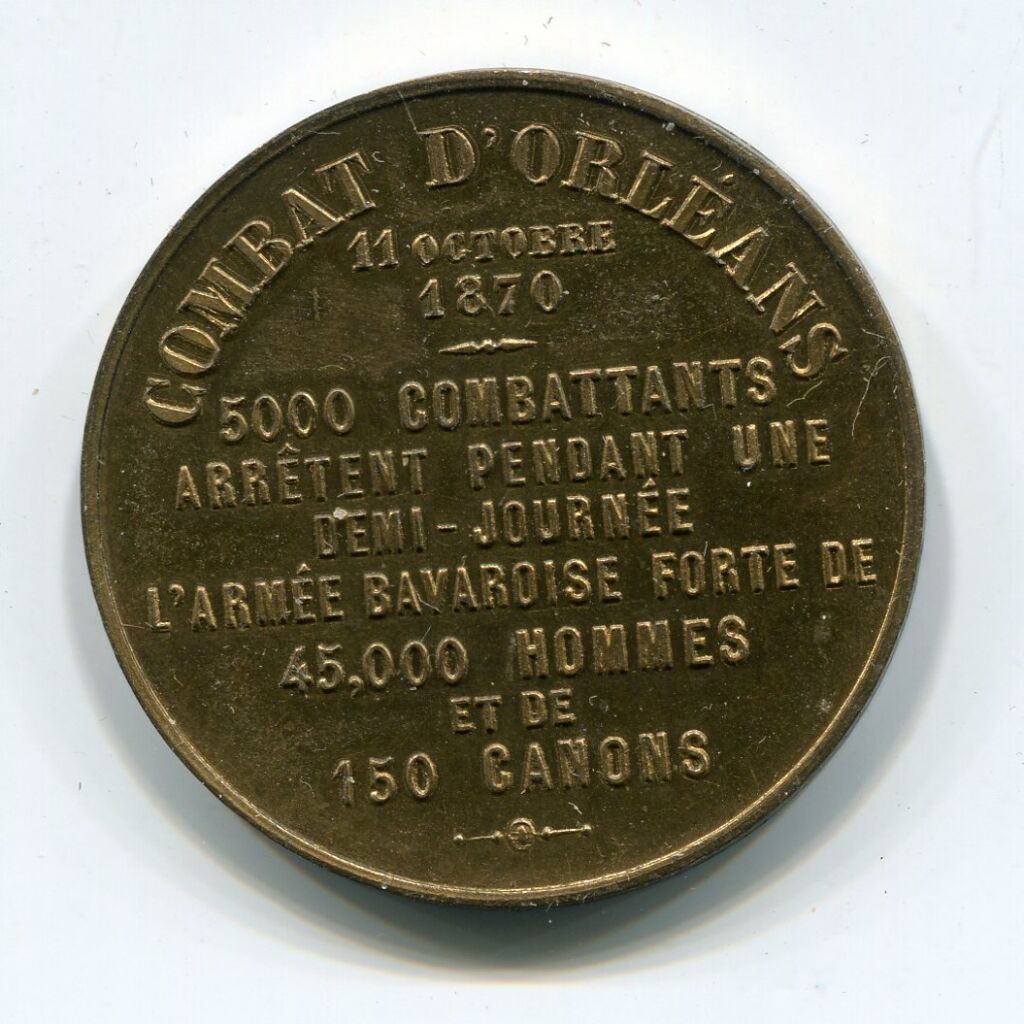 COMBAT D'ORLÉANS
11 OCTOBRE
1870
5000 COMBATTANTS
ARRÊTENT PENDANT UNE
DEMI-JOURNÉE
L'ARMÉE BAVAROISE FORTE DE
45,000 HOMMES
ET DE
150 CANONS